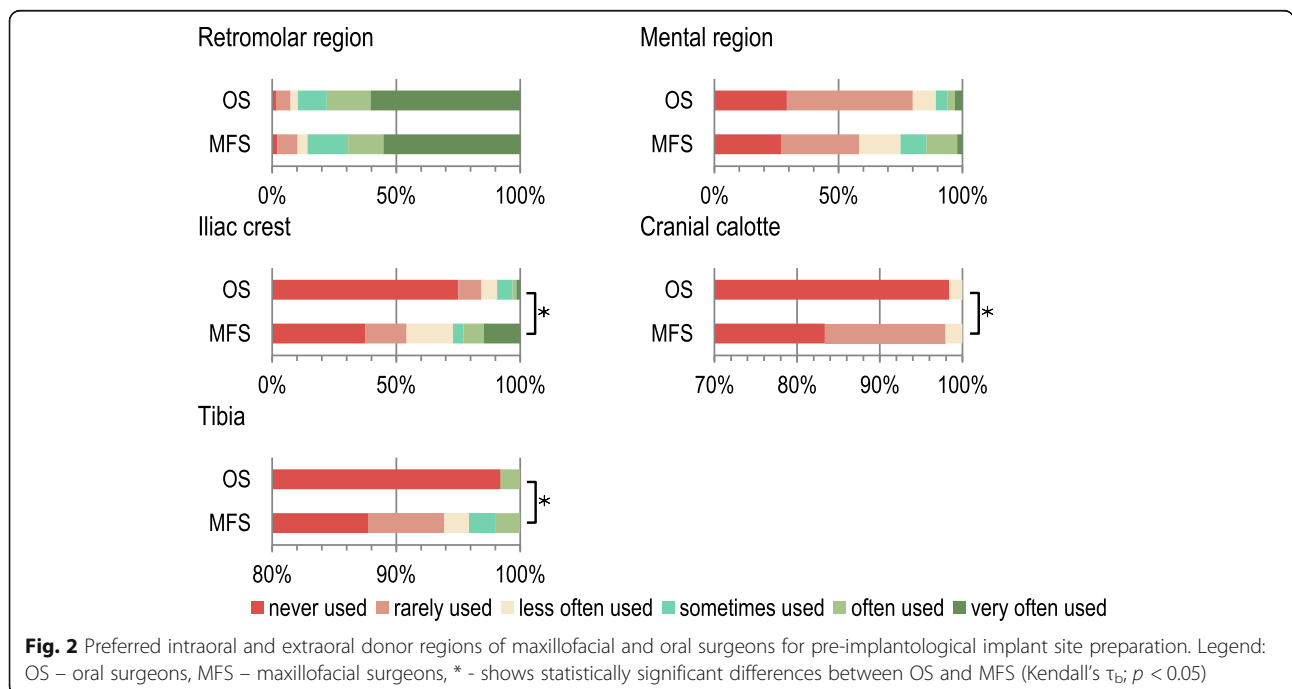 Retromolar region
OS
MFS
0% 50% 100%
Mental region
OS
MFS
0% 50% 100%
Iliac crest
OS
MFS
*
0% 50% 100%
Cranial calotte
OS
MFS
*
70% 80% 90% 100%
Tibia
OS
MFS
*
80% 90% 100%
never used rarely used less often used sometimes used often used very often used
Fig. 2 Preferred intraoral and extraoral donor regions of maxillofacial and oral surgeons for pre-implantological implant site preparation. Legend:
OS – oral surgeons, MFS – maxillofacial surgeons, * - shows statistically significant differences between OS and MFS (Kendall's τb; p < 0.05)